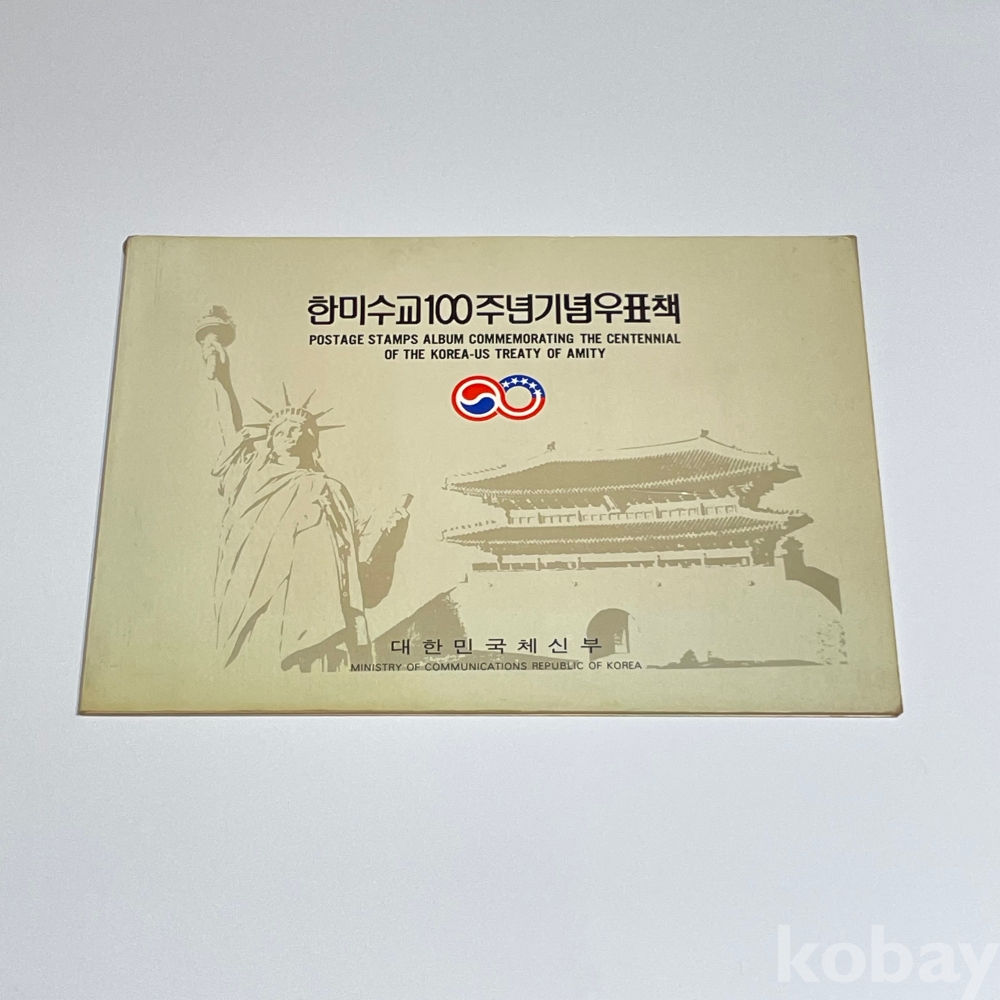 한미수교100주년기념우표책
POSTAGE STAMPS ALBUM COMMEMORATING THE CENTENNIAL
OF THE KOREA-US TREATY OF AMITY
대한민국체신부
MINISTRY OF COMMUNICATIONS REPUBLIC OF KOREA
kobay